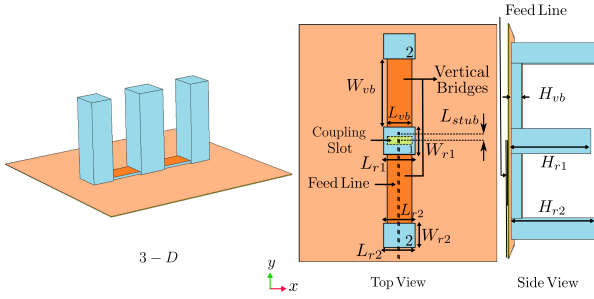 3 − D
y
x
2
W_vb
L_vb
Vertical
Bridges
L_stub
Coupling
Slot
W_r1
L_r1
Feed Line
L_r2
2
W_r2
L_r2
Top View
Feed Line
H_vb
H_r1
H_r2
Side View